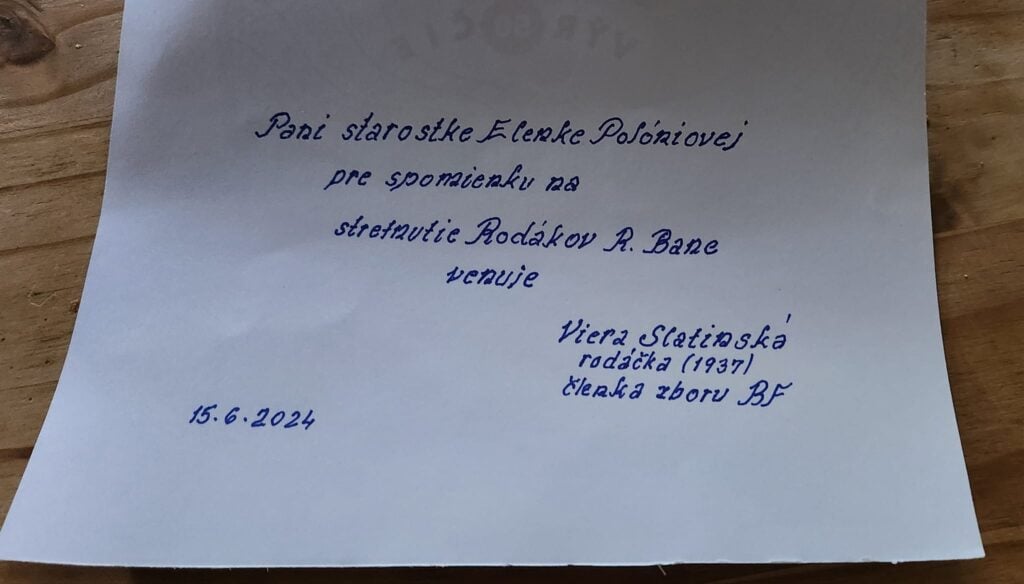 Pani starostke Elenke Polóniovej
pre spomienku na
stretnutie Rodákov R. Bane
venuje
Viera Slatinská
rodáčka (1937)
členka zboru BF
15.6.2024